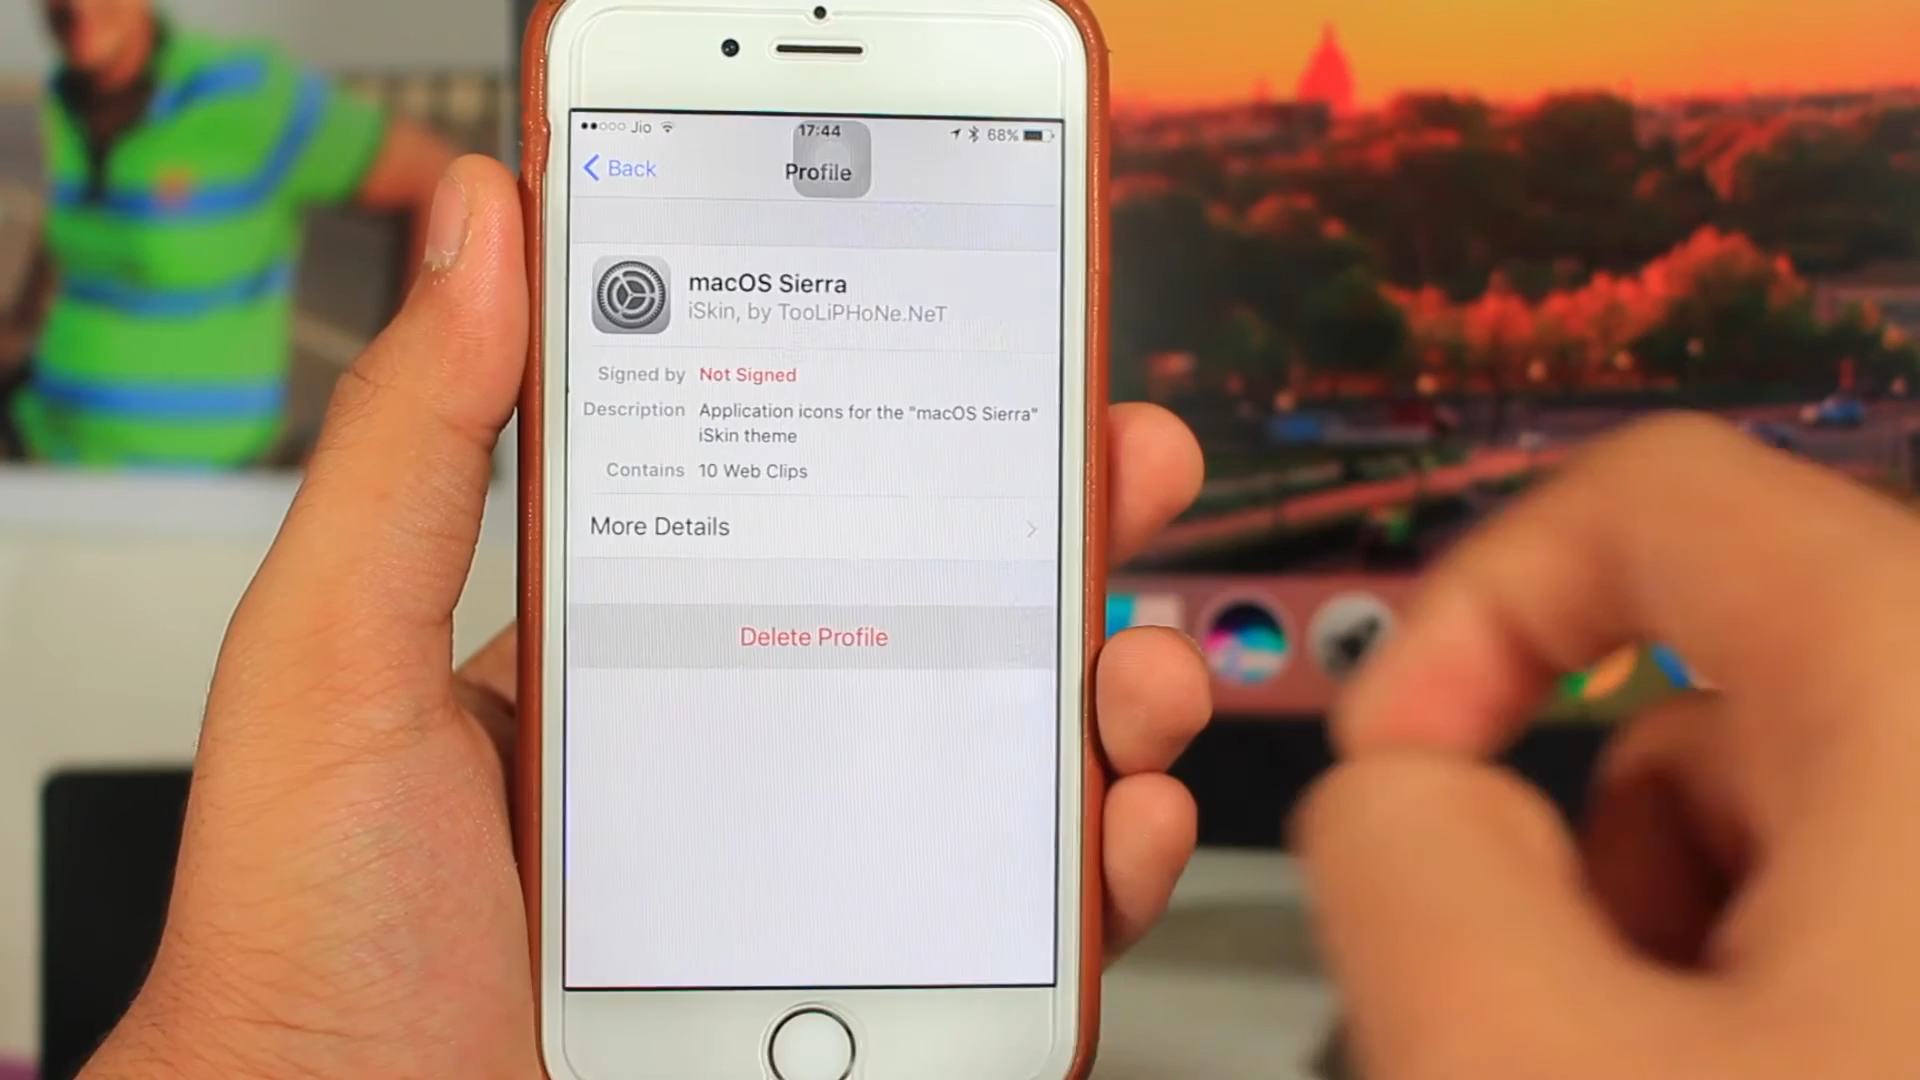 Jio 17:44 68%
Back Profile
macOS Sierra
iSkin, by TooLiPHoNe.NeT
Signed by Not Signed
Description Application icons for the "macOS Sierra"
iSkin theme
Contains 10 Web Clips
More Details
Delete Profile